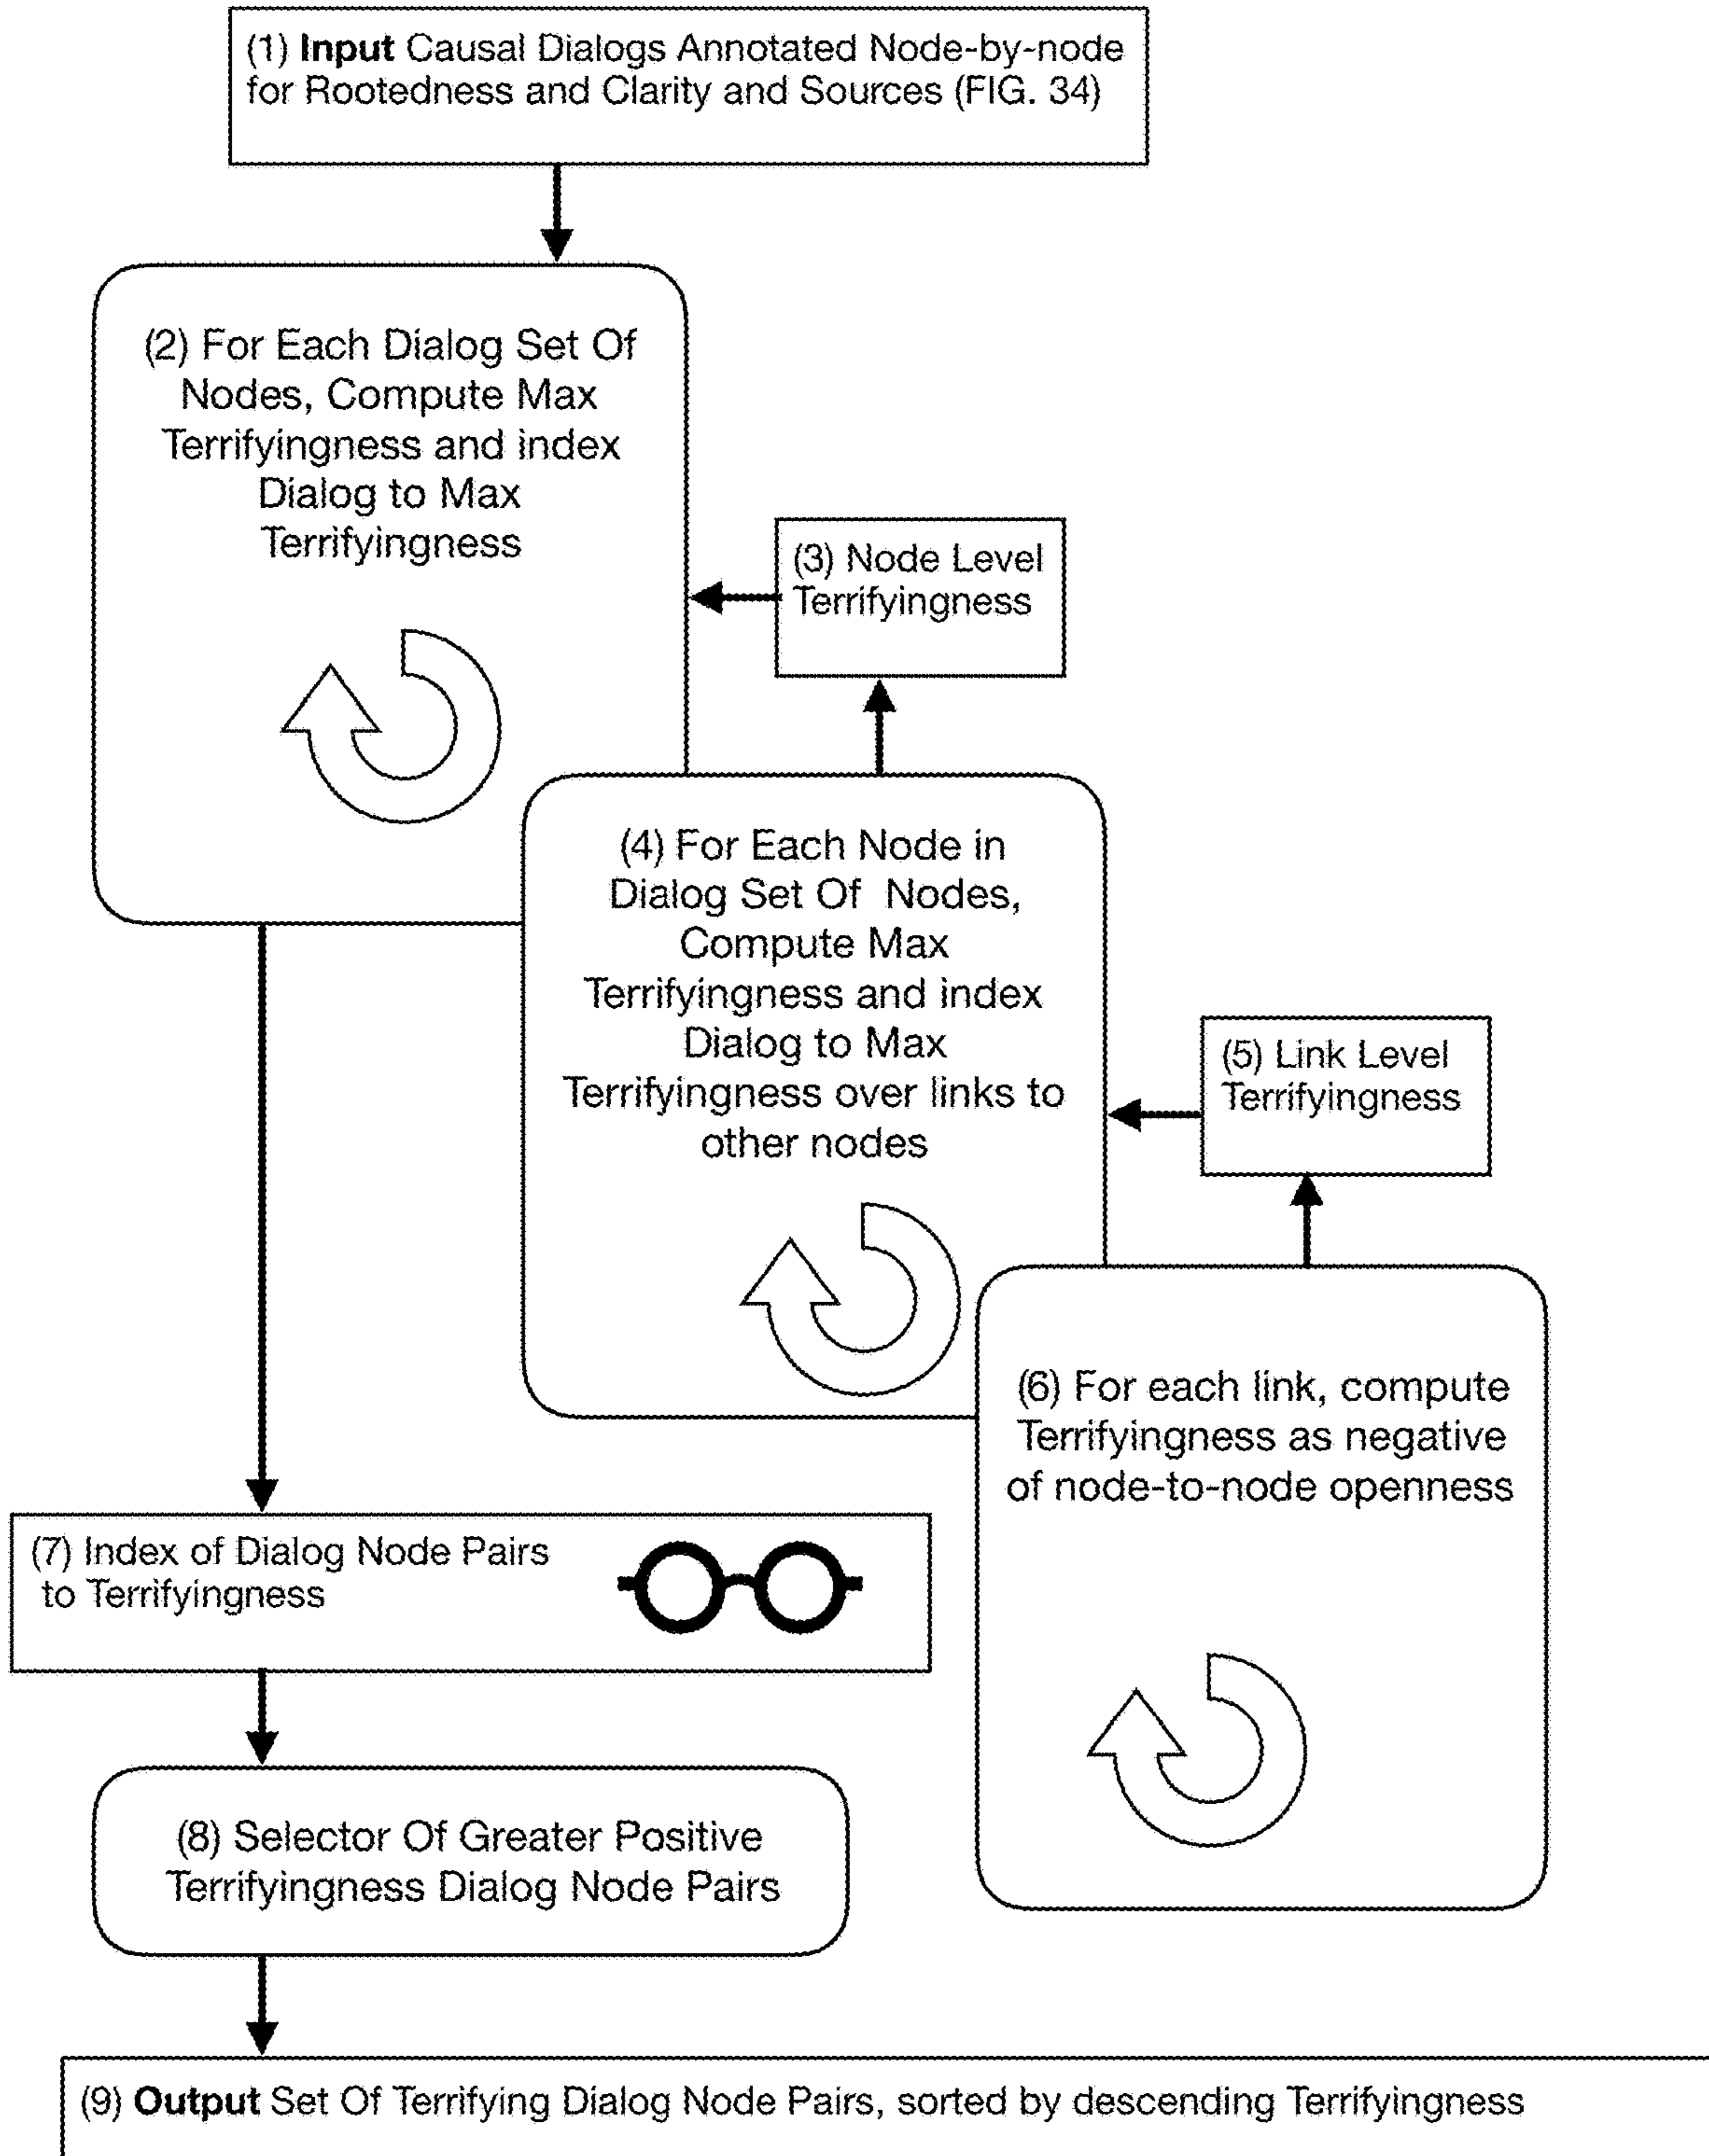 (1) Input Causal Dialogs Annotated Node-by-node
for Rootedness and Clarity and Sources (FIG. 34)
(2) For Each Dialog Set Of
Nodes, Compute Max
Terrifyingness and index
Dialog to Max
Terrifyingness
(3) Node Level
Terrifyingness
(4) For Each Node in
Dialog Set Of Nodes,
Compute Max
Terrifyingness and index
Dialog to Max
Terrifyingness over links to
other nodes
(5) Link Level
Terrifyingness
(6) For each link, compute
Terrifyingness as negative
of node-to-node openness
(7) Index of Dialog Node Pairs
to Terrifyingness
(8) Selector Of Greater Positive
Terrifyingness Dialog Node Pairs
(9) Output Set Of Terrifying Dialog Node Pairs, sorted by descending Terrifyingness